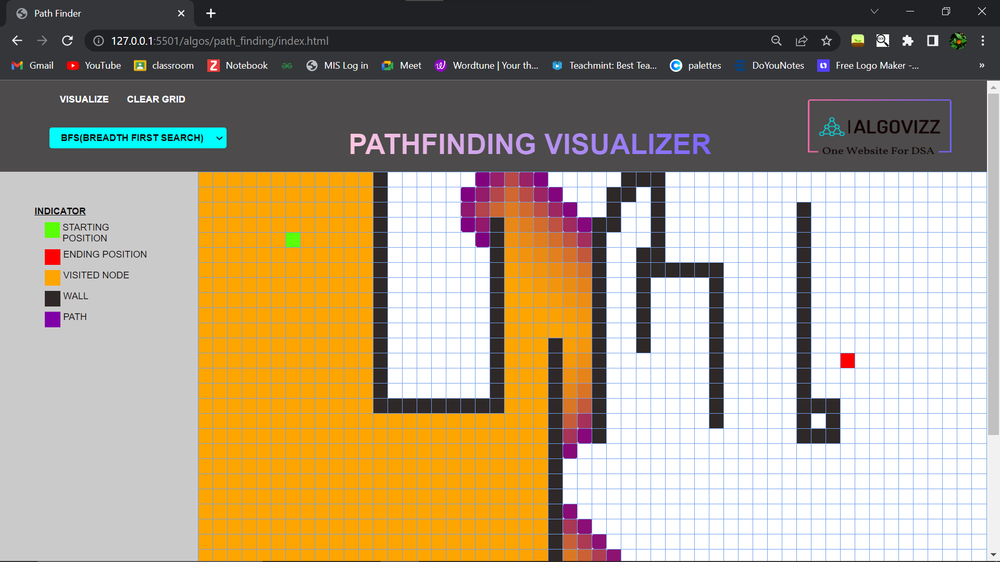 Path Finder
127.0.0.1:5501/algos/path_finding/index.html
Gmail YouTube classroom Notebook MIS Log in Meet Wordtune | Your th... Teachmint: Best Tea... palettes DoYouNotes Free Logo Maker -... »
VISUALIZE CLEAR GRID
BFS(BREADTH FIRST SEARCH)
PATHFINDING VISUALIZER
ALGOVIZZ
One Website For DSA
INDICATOR
STARTING
POSITION
ENDING POSITION
VISITED NODE
WALL
PATH